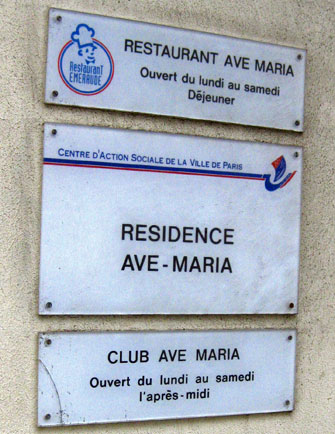 Restaurant
EMERAUDE
RESTAURANT AVE MARIA
Ouvert du lundi au samedi
Déjeuner
CENTRE D'ACTION SOCIALE DE LA VILLE DE PARIS
RESIDENCE
AVE-MARIA
CLUB AVE MARIA
Ouvert du lundi au samedi
l'après-midi